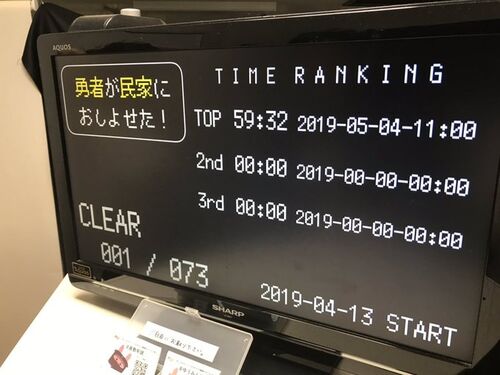 AQUOS
勇者が民家に
おしよせた!
TIME RANKING
TOP 59:32 2019-05-04-11:00
2nd 00:00 2019-00-00-00:00
3rd 00:00 2019-00-00-00:00
CLEAR
001 / 073
2019-04-13 START
SHARP